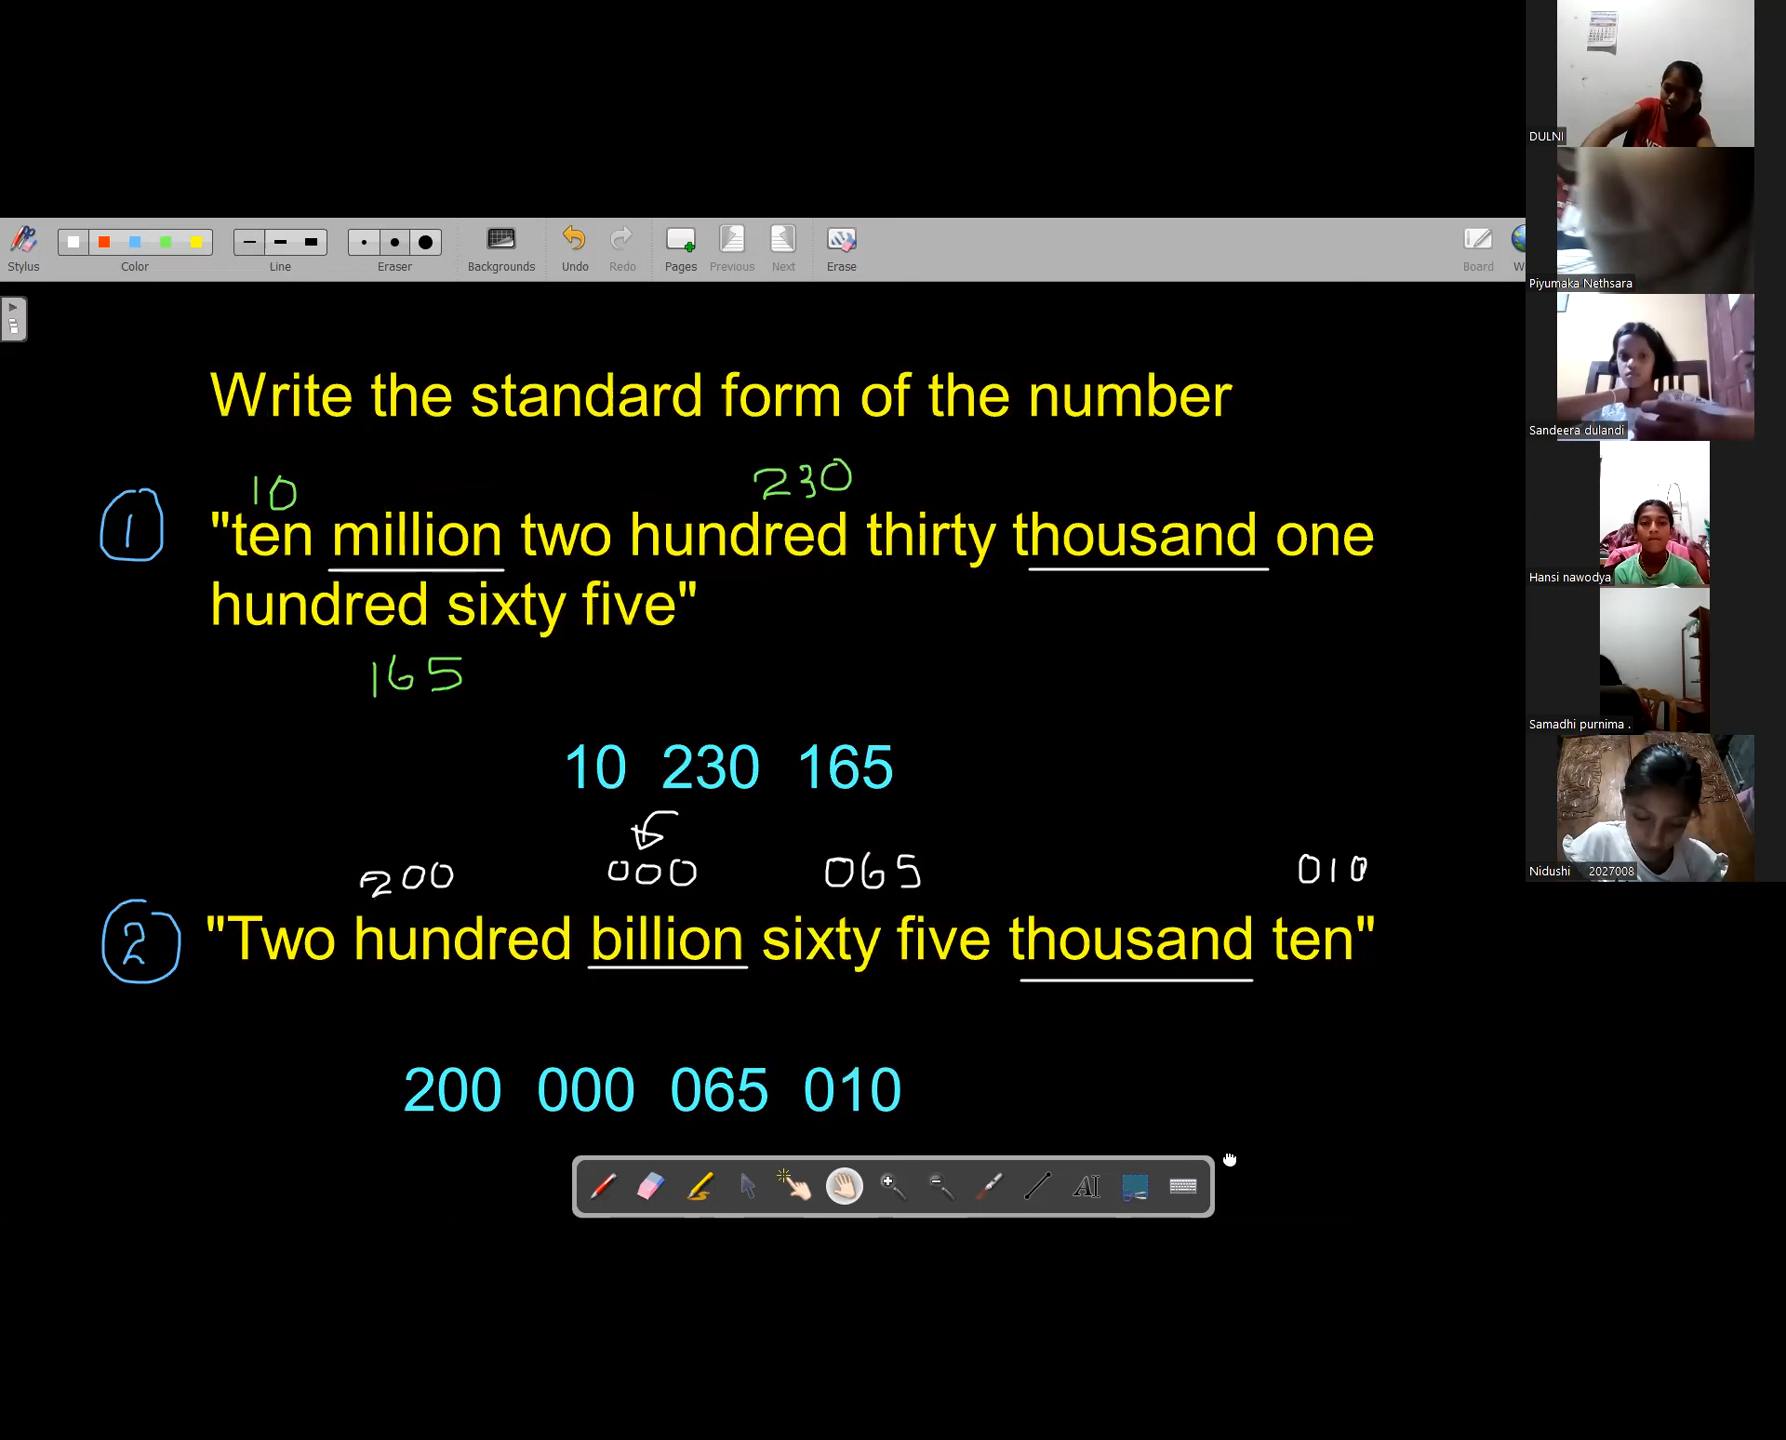 DULNI
Piyumaka Nethsara
Stylus Color Line Eraser Backgrounds Undo Redo Pages Previous Next Erase Board W
Sandeera dulandi
Write the standard form of the number
10 230
1 "ten million two hundred thirty thousand one
hundred sixty five"
165
Hansi nawodya
Samadhi purnima .
10 230 165
200 000 065 010
Nidushi 2027008
2 "Two hundred billion sixty five thousand ten"
200 000 065 010
AI